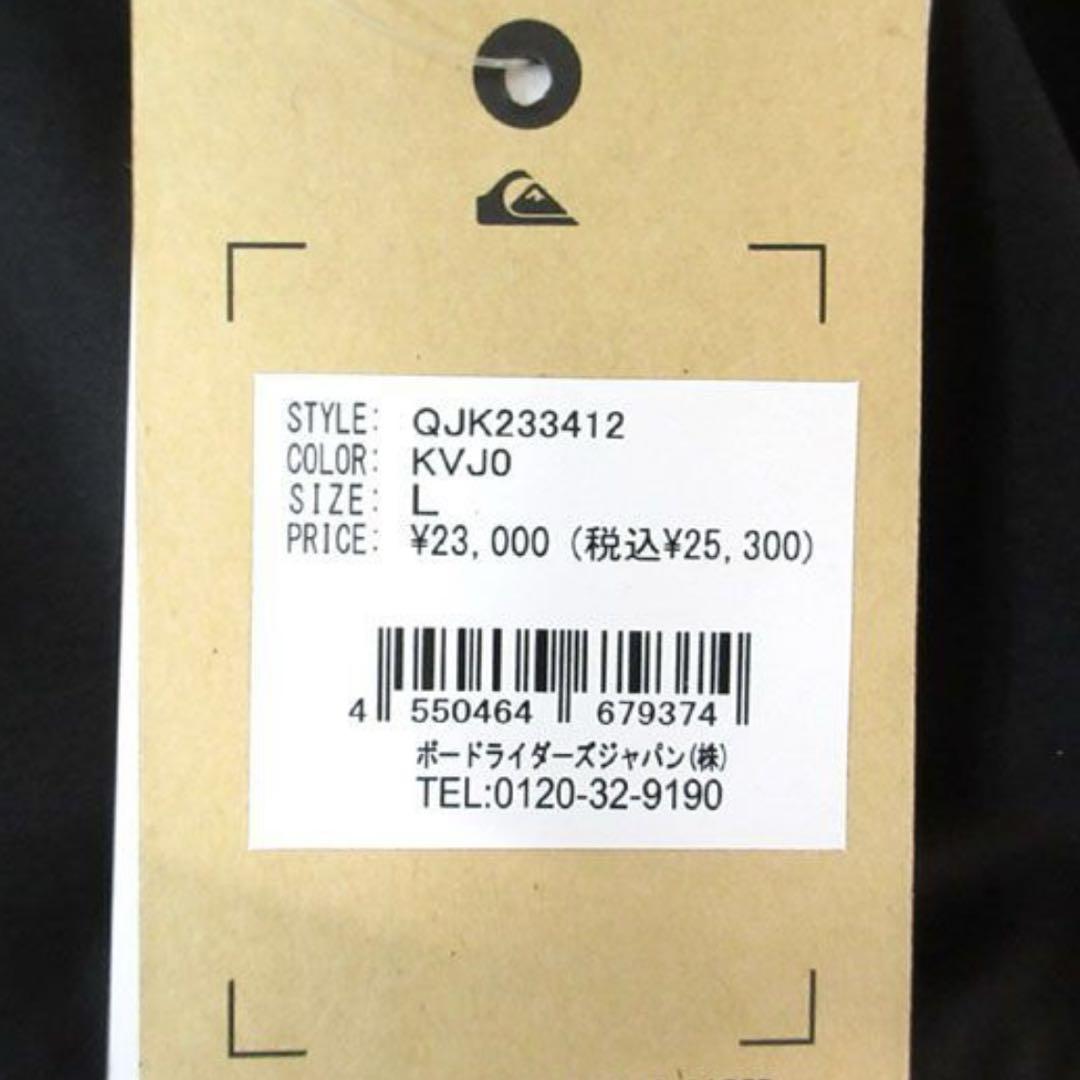 STYLE: QJK233412
COLOR: KVJ0
SIZE: L
PRICE: ¥23,000 (税込¥25,300)
4 550464 679374
ボードライダーズジャパン(株)
TEL:0120-32-9190